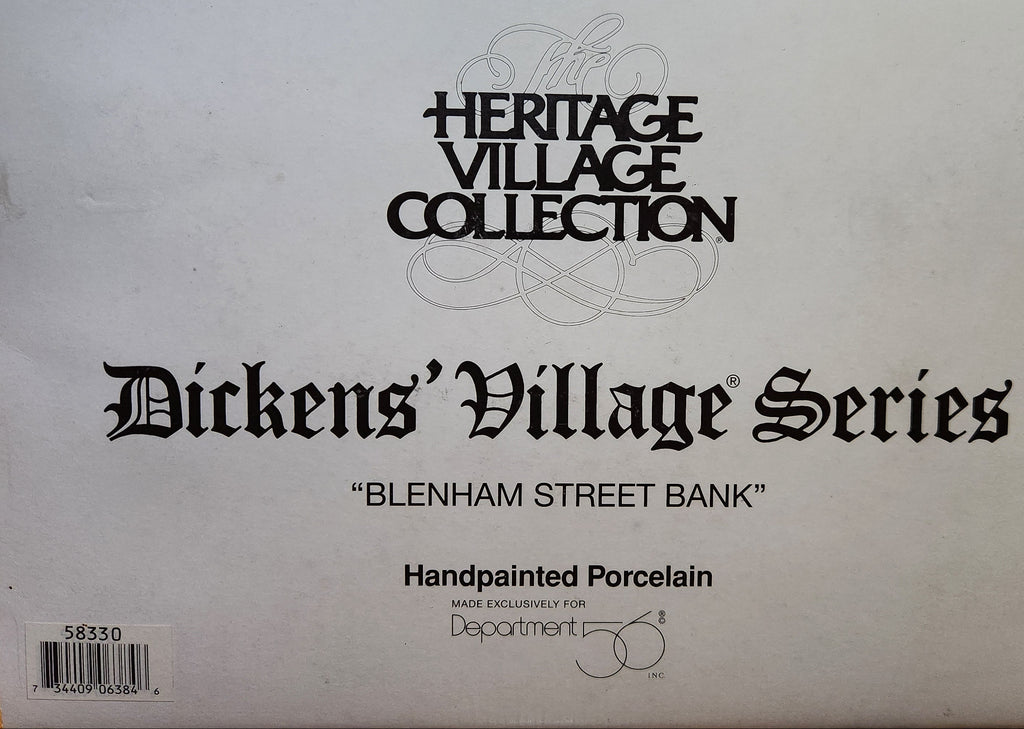 The
HERITAGE
VILLAGE
COLLECTION®
Dickens' Village® Series
“BLENHAM STREET BANK”
Handpainted Porcelain
MADE EXCLUSIVELY FOR
Department 56 ®©
INC.
58330
7 34409 06384 6